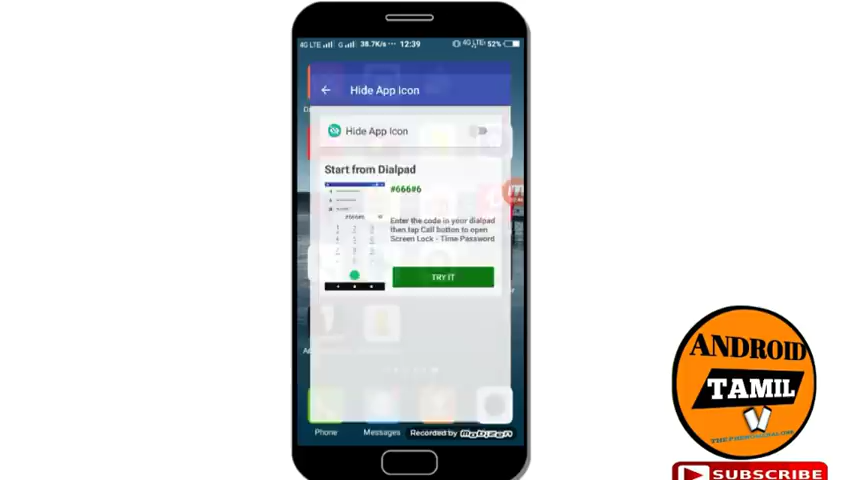 4G LTE
G
38.7K/s
12:39
4G
LTE
52%
Hide App Icon
Hide App Icon
Start from Dialpad
#666#6
Enter the code in your dialpad
then tap Call button to open
Screen Lock - Time Password
TRY IT
Phone
Messages
Recorded by Mobizen
ANDROID
TAMIL
SUBSCRIBE